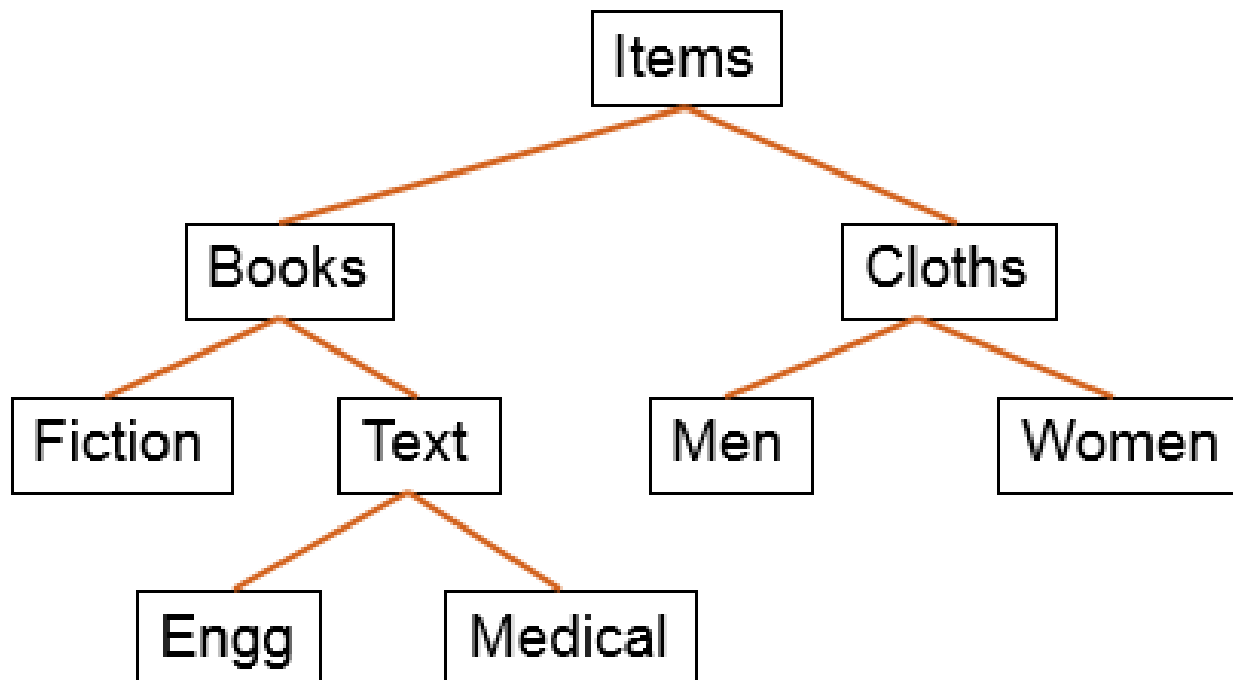 Items
Books
Cloths
Fiction
Text
Men
Women
Engg
Medical